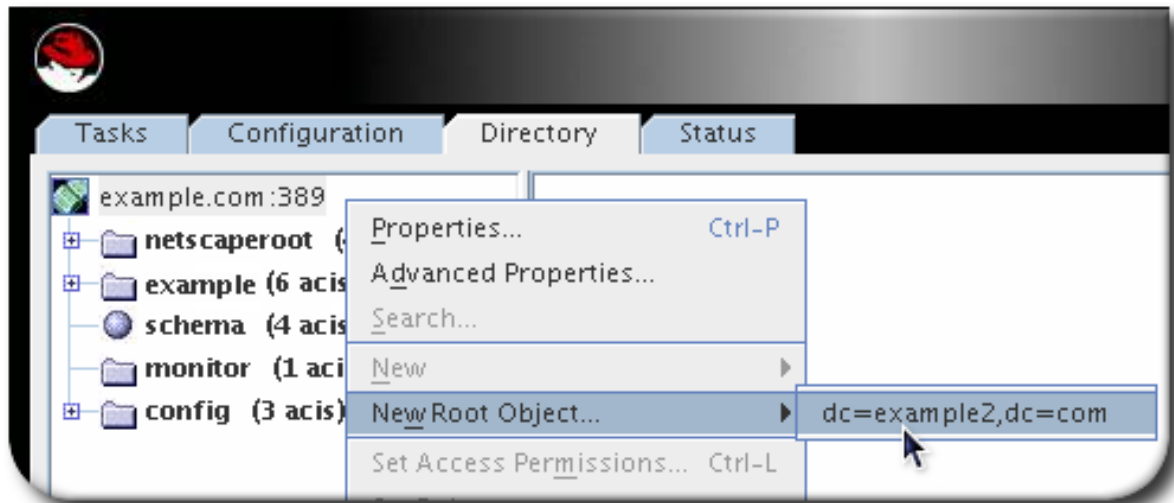 Tasks Configuration Directory Status
example.com:389
netscaperoot (
example (6 acis
schema (4 acis
monitor (1 aci
config (3 acis)
Properties... Ctrl-P
Advanced Properties...
Search...
New
New Root Object... dc=example2,dc=com
Set Access Permissions... Ctrl-L